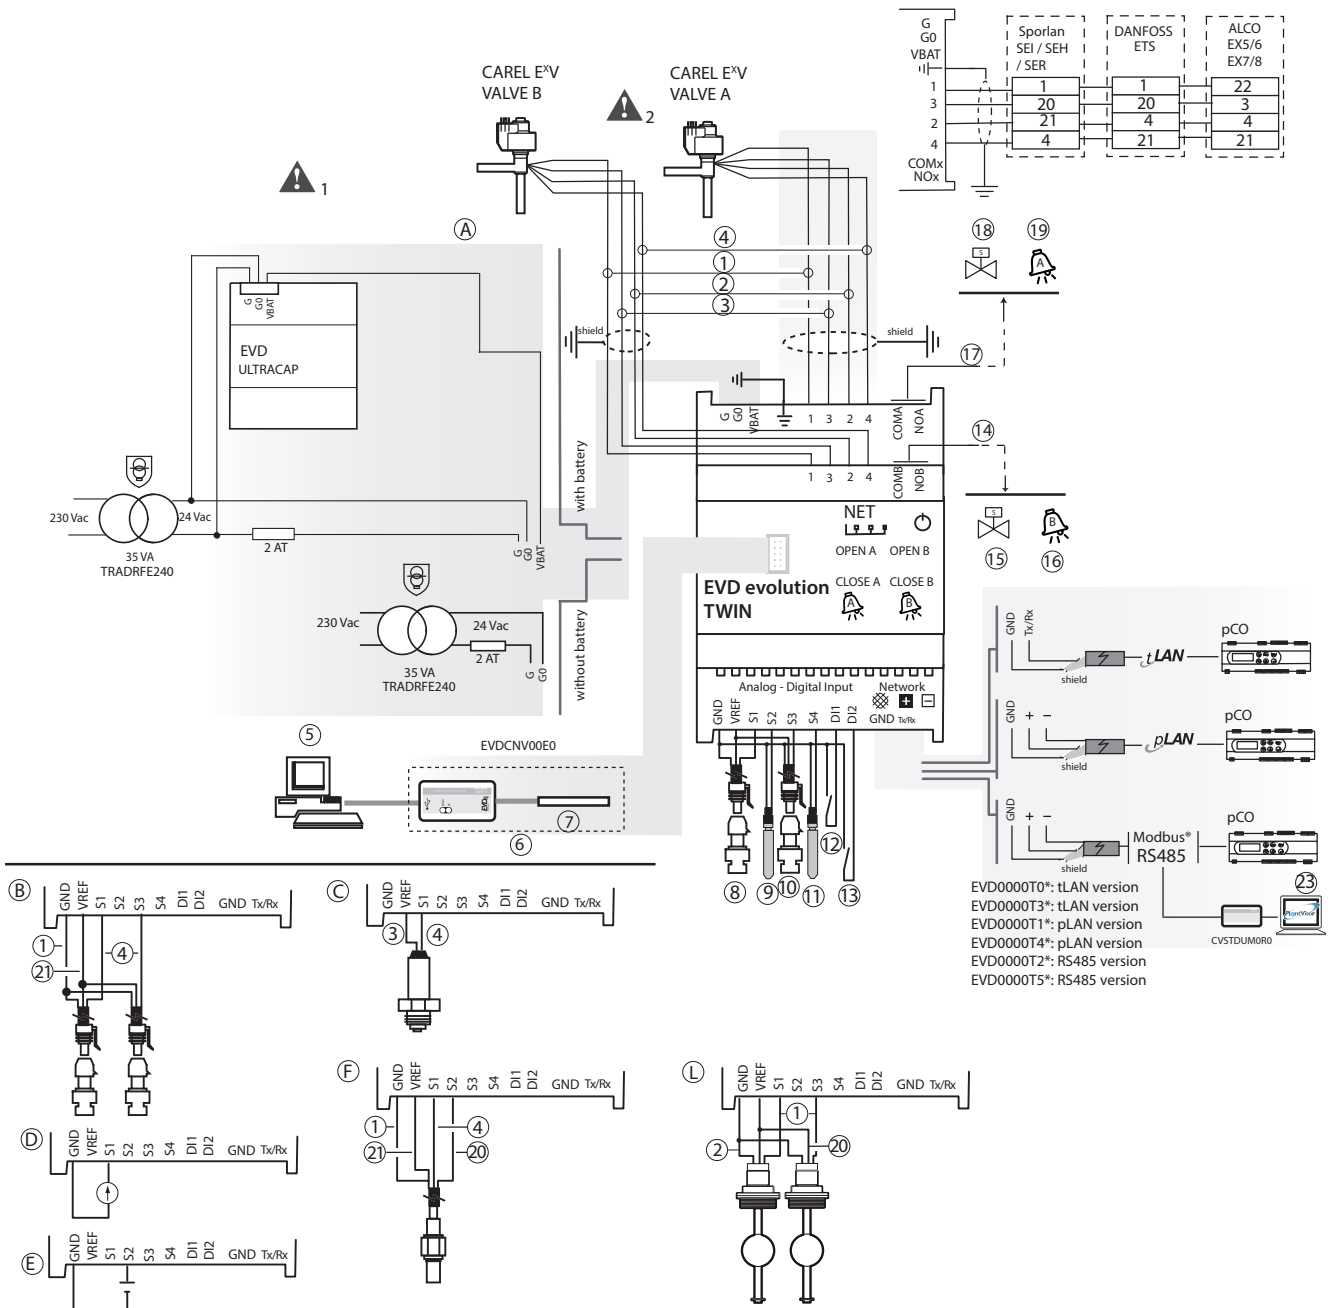 G
G0
VBAT
1
3
2
4
COMx
NOx
Sporlan
SEI / SEH
/ SER
1
20
21
4
DANFOSS
ETS
1
20
4
21
ALCO
EX5/6
EX7/8
22
3
4
21
CAREL EXV
VALVE B
CAREL EXV
VALVE A
2
1
A
18
19
S
A
4
1
2
3
shield
shield
17
G
G0
VBAT
EVD
ULTRACAP
with battery
230 Vac
24 Vac
2 AT
35 VA
TRADRFE240
G
G0
VBAT
230 Vac
24 Vac
2 AT
35 VA
TRADRFE240
G
G0
without battery
G
G0
VBAT
1 3 2 4
COMA
NOA
14
1 3 2 4
COMB
NOB
S
B
15
16
NET
OPEN A OPEN B
CLOSE A CLOSE B
A
B
EVD evolution
TWIN
Analog - Digital Input
Network
GND
VREF
S1
S2
S3
S4
DI1
DI2
GND Tx/Rx
5
EVDCNV00E0
EVD4
6
7
8
9
10
11
12
13
GND
Tx/Rx
shield
tLAN
pCO
GND
+ −
shield
pLAN
pCO
GND
+ −
shield
Modbus®
RS485
pCO
23
PlantVisor
CVSTDUM0R0
EVD0000T0*: tLAN version
EVD0000T3*: tLAN version
EVD0000T1*: pLAN version
EVD0000T4*: pLAN version
EVD0000T2*: RS485 version
EVD0000T5*: RS485 version
B
GND
VREF
S1
S2
S3
S4
DI1
DI2
GND Tx/Rx
1
4
21
C
GND
VREF
S1
S2
S3
S4
DI1
DI2
GND Tx/Rx
3
4
D
GND
VREF
S1
S2
S3
S4
DI1
DI2
GND Tx/Rx
E
GND
VREF
S1
S2
S3
S4
DI1
DI2
GND Tx/Rx
F
GND
VREF
S1
S2
S3
S4
DI1
DI2
GND Tx/Rx
1
4
21
20
L
GND
VREF
S1
S2
S3
S4
DI1
DI2
GND Tx/Rx
1
2
20